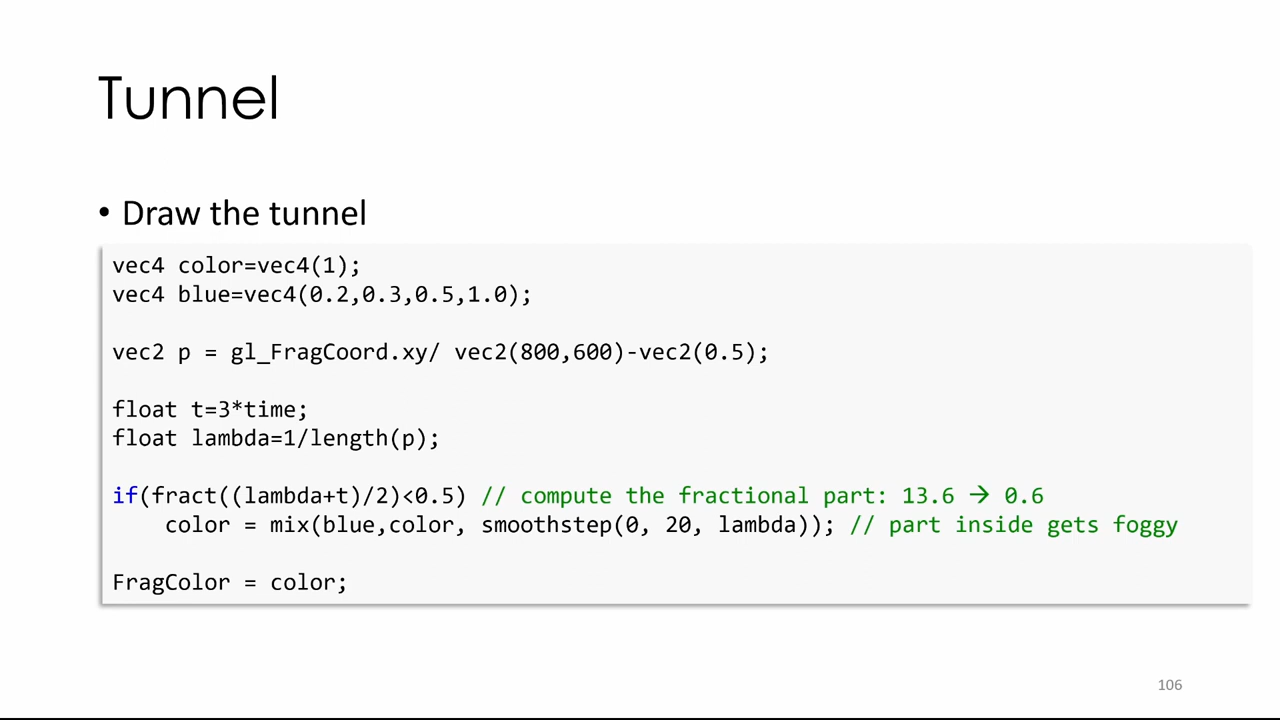 Tunnel
• Draw the tunnel
vec4 color=vec4(1);
vec4 blue=vec4(0.2,0.3,0.5,1.0);
vec2 p = gl_FragCoord.xy/ vec2(800,600)-vec2(0.5);
float t=3*time;
float lambda=1/length(p);
if(fract((lambda+t)/2)<0.5) // compute the fractional part: 13.6 → 0.6
    color = mix(blue,color, smoothstep(0, 20, lambda)); // part inside gets foggy
FragColor = color;
106